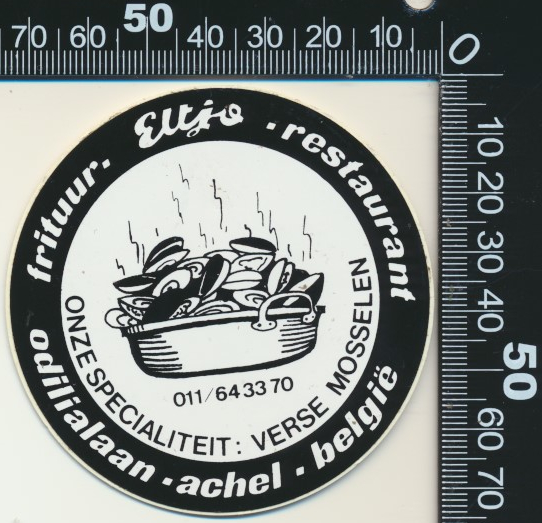 70 60 50 40 30 20 10 0
10 20 30 40 50 60 70
frituur. Eltjo . restaurant
odilialaan . achel . belgië
011/64 33 70
ONZE SPECIALITEIT: VERSE MOSSELEN